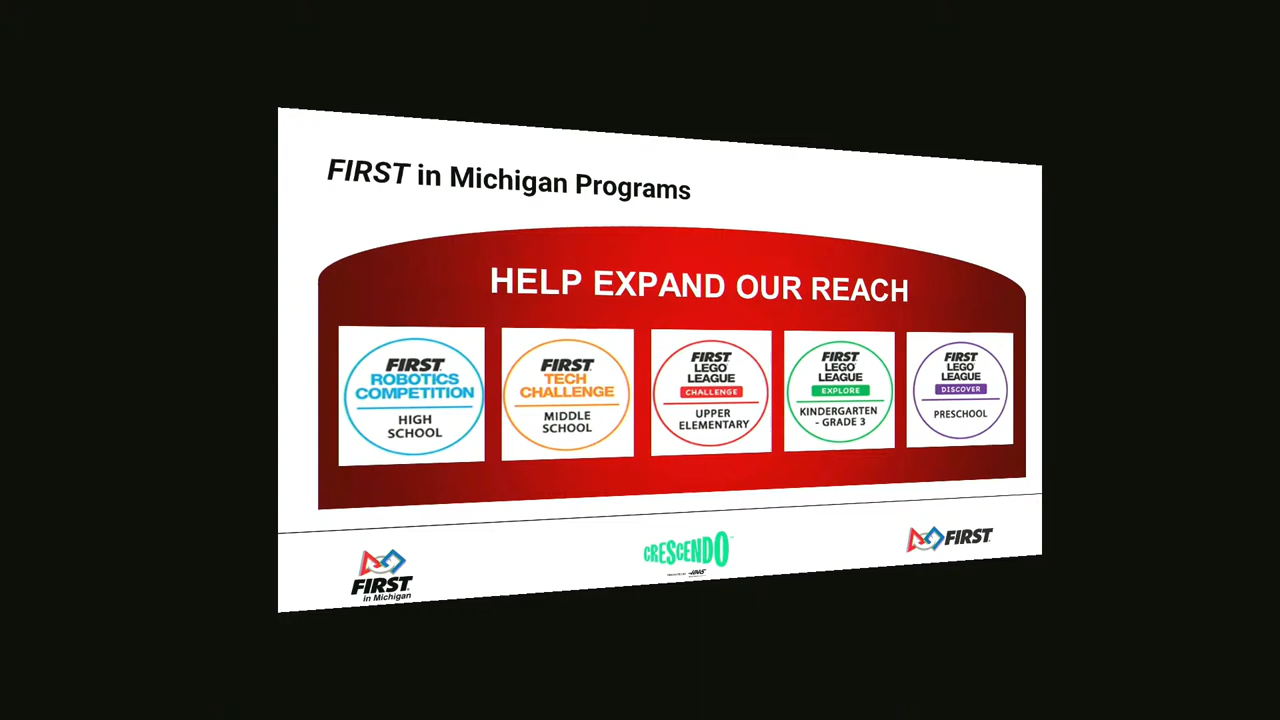 FIRST in Michigan Programs
HELP EXPAND OUR REACH
FIRST
ROBOTICS
COMPETITION
HIGH
SCHOOL
FIRST
TECH
CHALLENGE
MIDDLE
SCHOOL
FIRST
LEGO
LEAGUE
CHALLENGE
UPPER
ELEMENTARY
FIRST
LEGO
LEAGUE
EXPLORE
KINDERGARTEN
- GRADE 3
FIRST
LEGO
LEAGUE
DISCOVER
PRESCHOOL
FIRST
in Michigan
CRESCENDO
FIRST